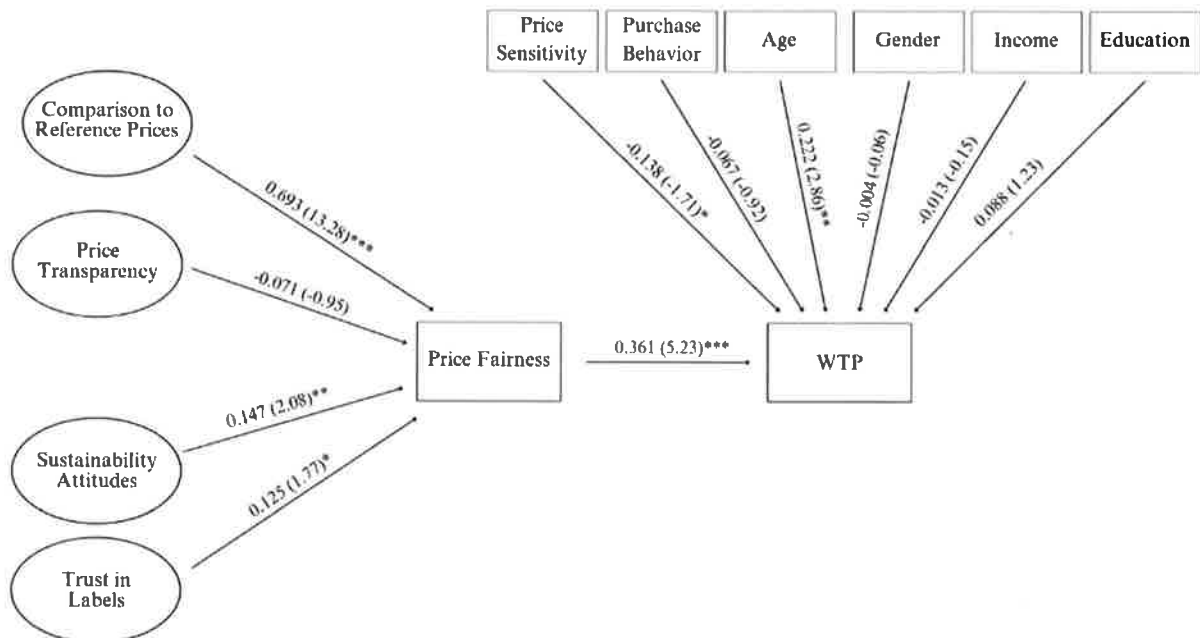 Price
Sensitivity
Purchase
Behavior
Age
Gender
Income
Education
Comparison to
Reference Prices
Price
Transparency
Sustainability
Attitudes
Trust in
Labels
0.693 (13.28)***
-0.071 (-0.95)
0.147 (2.08)**
0.125 (1.77)*
Price Fairness
0.361 (5.23)***
WTP
-0.138 (-1.71)*
-0.067 (-0.92)
0.222 (2.86)**
-0.004 (-0.06)
-0.013 (-0.15)
0.088 (1.23)